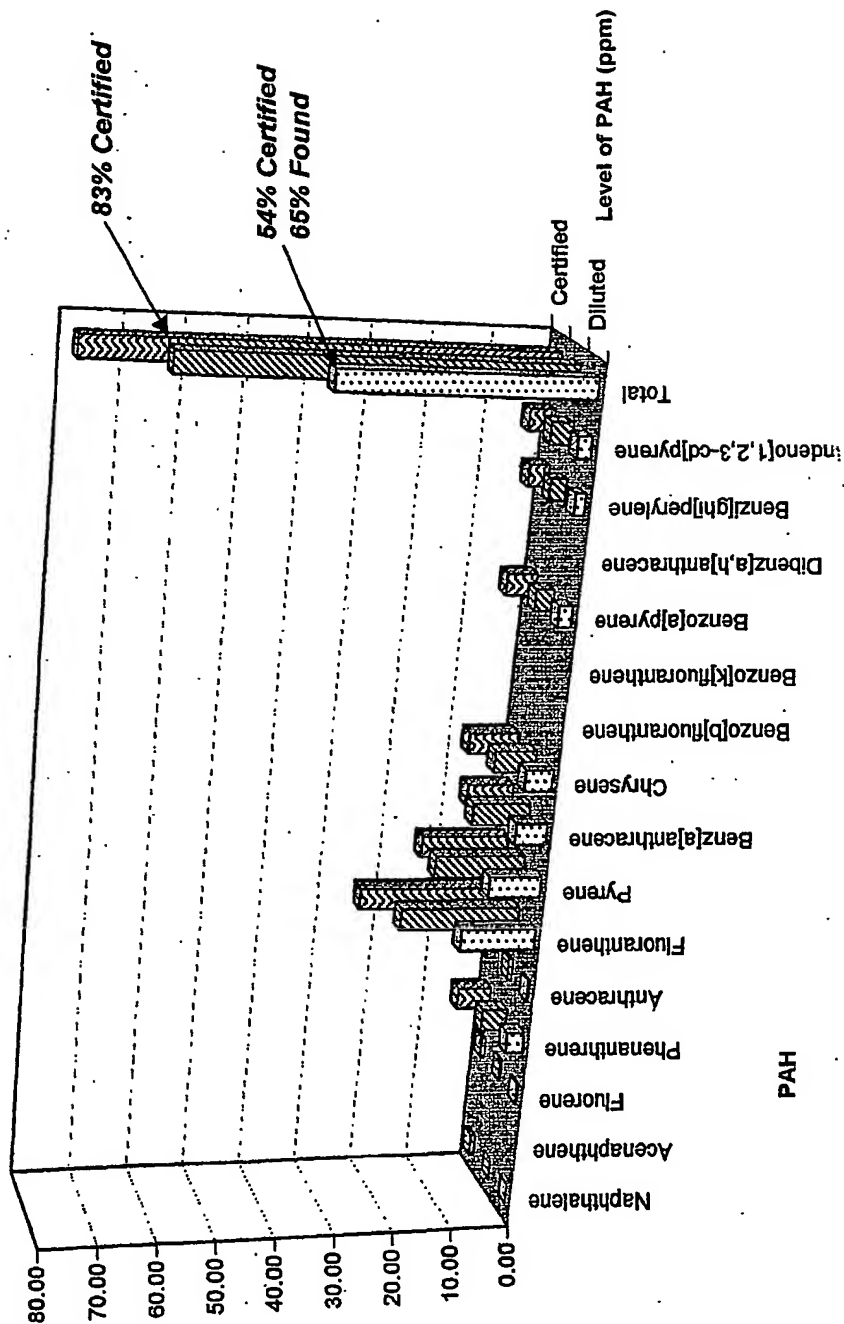 83% Certified
54% Certified
65% Found
80.00
70.00
60.00
50.00
40.00
30.00
20.00
10.00
0.00
Certified
Diluted
Level of PAH (ppm)
Naphthalene
Acenaphthene
Fluorene
Phenanthrene
Anthracene
Fluoranthene
Pyrene
Benz[a]anthracene
Chrysene
Benzo[b]fluoranthene
Benzo[k]fluoranthene
Benzo[a]pyrene
Dibenz[a,h]anthracene
Benz[ghi]perylene
indeno[1,2,3-cd]pyrene
Total
PAH